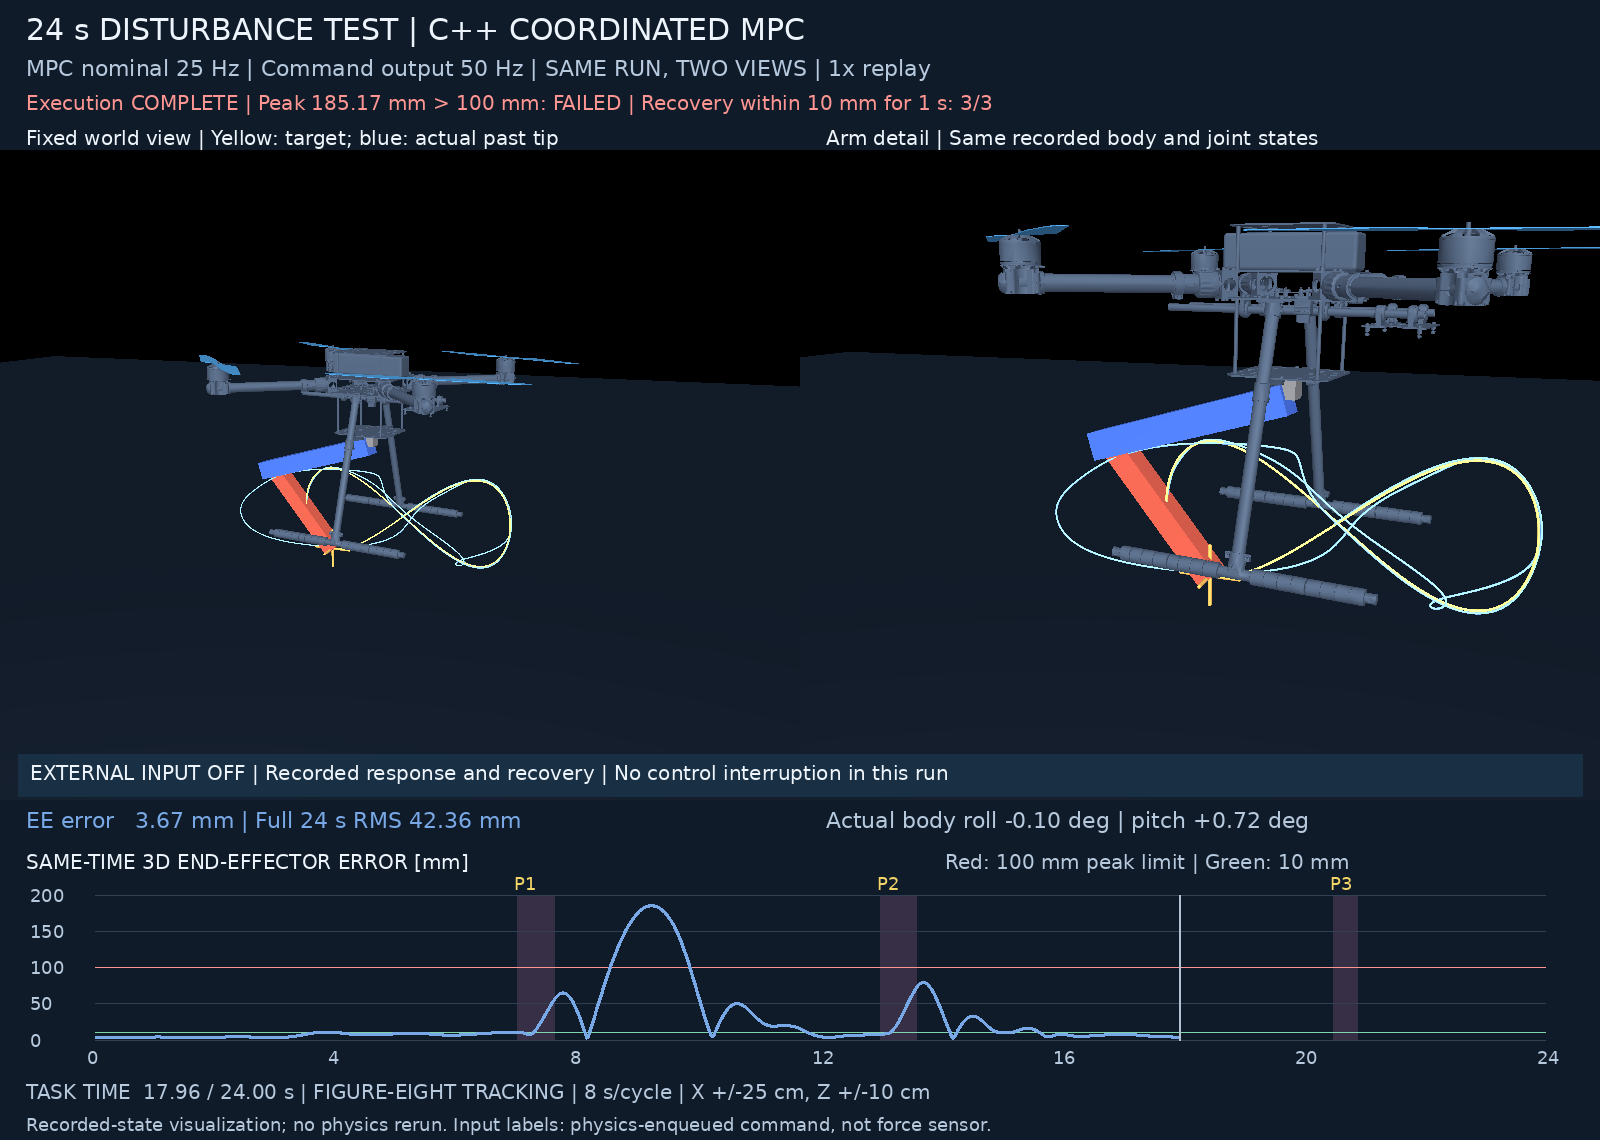 24 s DISTURBANCE TEST | C++ COORDINATED MPC
MPC nominal 25 Hz | Command output 50 Hz | SAME RUN, TWO VIEWS | 1x replay
Execution COMPLETE | Peak 185.17 mm > 100 mm: FAILED | Recovery within 10 mm for 1 s: 3/3
Fixed world view | Yellow: target; blue: actual past tip
Arm detail | Same recorded body and joint states
EXTERNAL INPUT OFF | Recorded response and recovery | No control interruption in this run
EE error 3.67 mm | Full 24 s RMS 42.36 mm
Actual body roll -0.10 deg | pitch +0.72 deg
SAME-TIME 3D END-EFFECTOR ERROR [mm]
Red: 100 mm peak limit | Green: 10 mm
P1 P2 P3
200
150
100
50
0
0 4 8 12 16 20 24
TASK TIME 17.96 / 24.00 s | FIGURE-EIGHT TRACKING | 8 s/cycle | X +/-25 cm, Z +/-10 cm
Recorded-state visualization; no physics rerun. Input labels: physics-enqueued command, not force sensor.